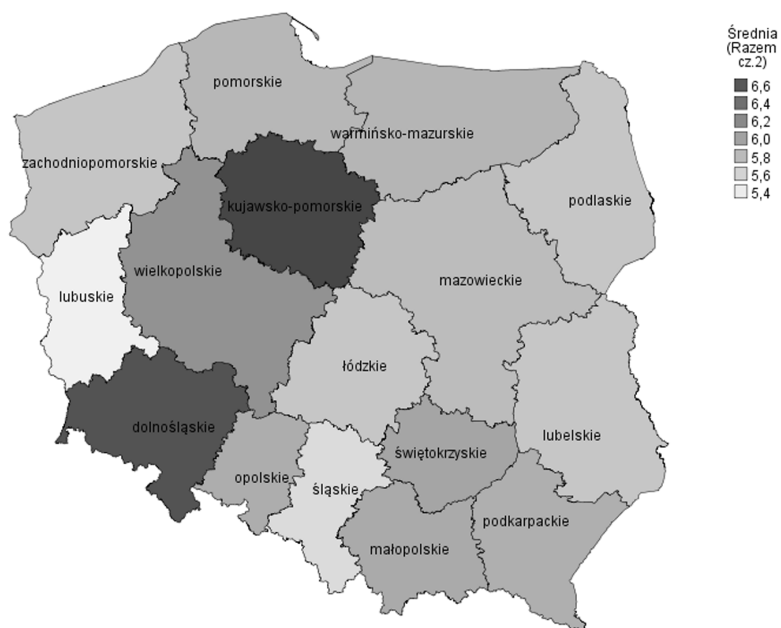 Średnia
(Razem
cz.2)
6,6
6,4
6,2
6,0
5,8
5,6
5,4
pomorskie
warmińsko-mazurskie
zachodniopomorskie
podlaskie
kujawsko-pomorskie
wielkopolskie
mazowieckie
lubuskie
łódzkie
dolnośląskie
lubelskie
świętokrzyskie
opolskie
śląskie
podkarpackie
małopolskie